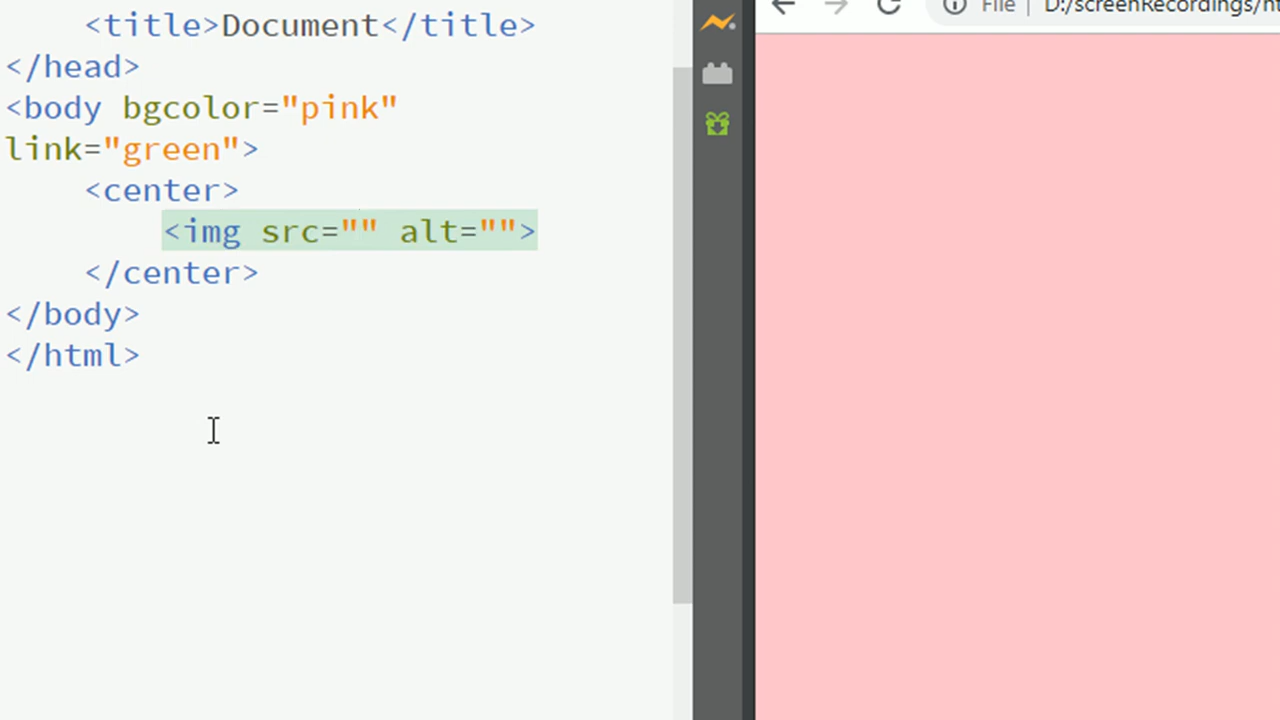 <title>Document</title>
</head>
<body bgcolor="pink"
link="green">
<center>
<img src="" alt="">
</center>
</body>
</html>
File
D:/screenRecordings/